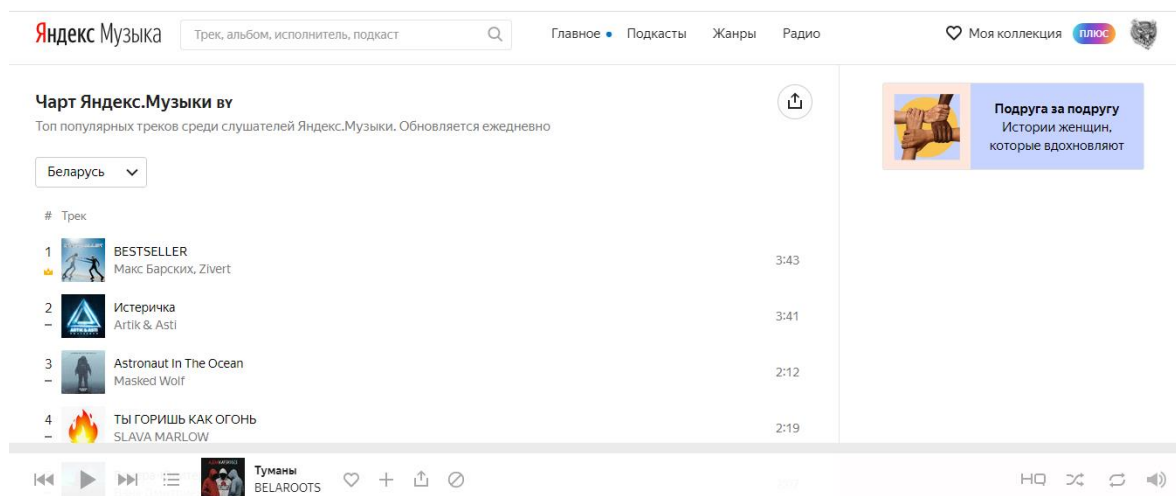 Яндекс Музыка
Трек, альбом, исполнитель, подкаст
Главное
Подкасты
Жанры
Радио
Моя коллекция
плюс
Чарт Яндекс.Музыки BY
Топ популярных треков среди слушателей Яндекс.Музыки. Обновляется ежедневно
Подруга за подругу
Истории женщин,
которые вдохновляют
Беларусь
# Трек
1
BESTSELLER
Макс Барских, Zivert
3:43
2
Истеричка
Artik & Asti
3:41
3
Astronaut In The Ocean
Masked Wolf
2:12
4
ТЫ ГОРИШЬ КАК ОГОНЬ
SLAVA MARLOW
2:19
Туманы
BELAROOTS
HQ